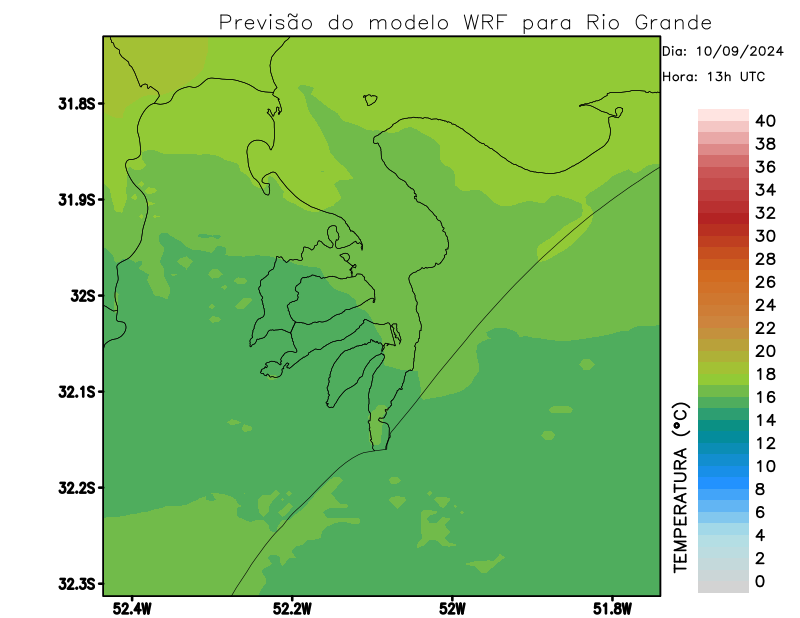 Previsão do modelo WRF para Rio Grande
Dia: 10/09/2024
Hora: 13h UTC
31.8S
31.9S
32S
32.1S
32.2S
32.3S
52.4W
52.2W
52W
51.8W
TEMPERATURA (°C)
40
38
36
34
32
30
28
26
24
22
20
18
16
14
12
10
8
6
4
2
0